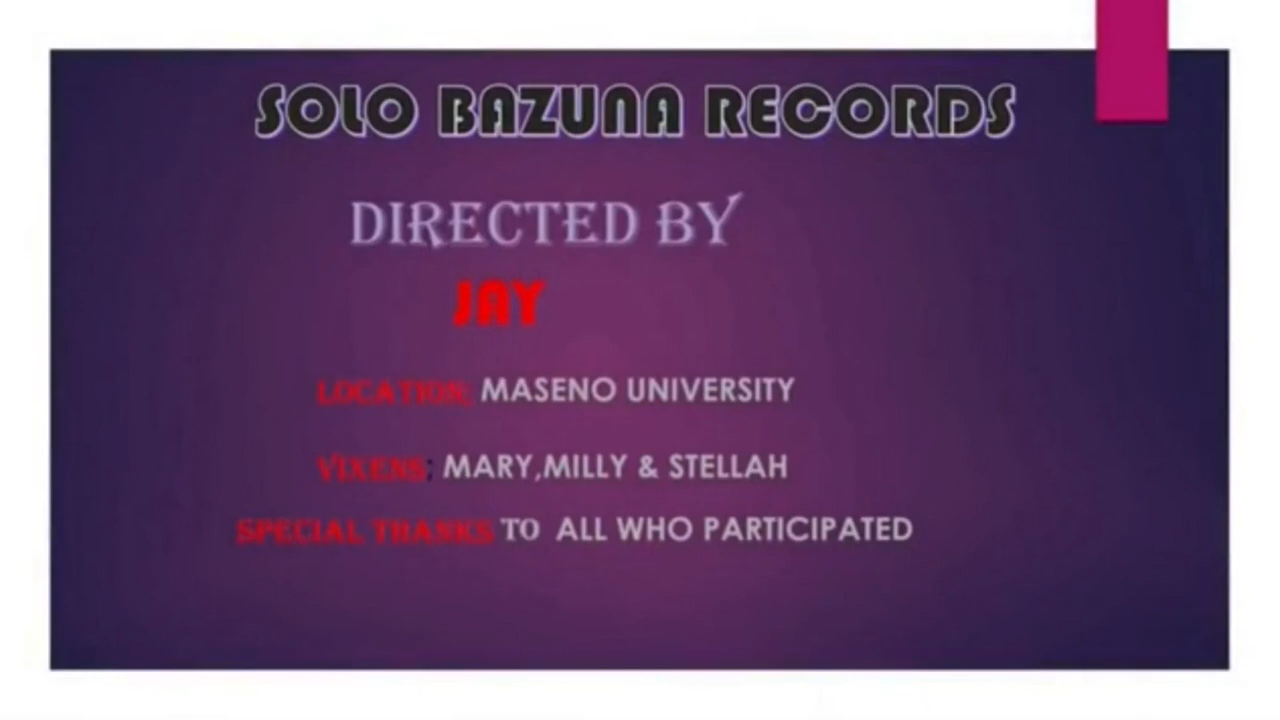 SOLO BAZUNA RECORDS
DIRECTED BY
JAY
LOCATION: MASENO UNIVERSITY
VIXENS: MARY,MILLY & STELLAH
SPECIAL THANKS TO ALL WHO PARTICIPATED